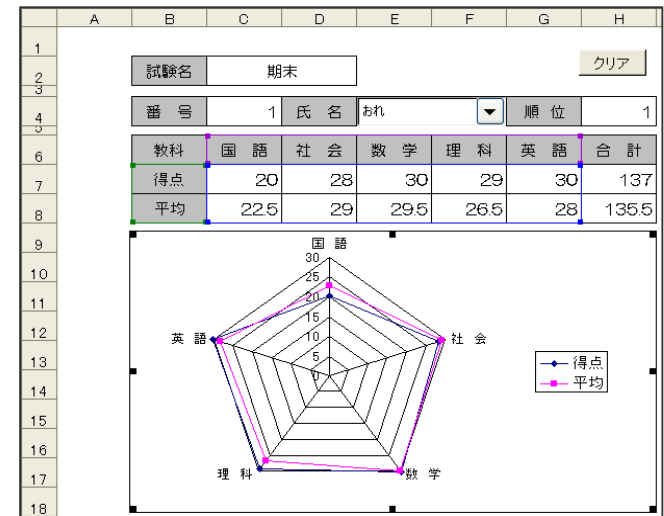 A B C D E F G H
1
2 試験名 期末 クリア
3
4 番 号 1 氏 名 おれ 順 位 1
5
6 教科 国 語 社 会 数 学 理 科 英 語 合 計
7 得点 20 28 30 29 30 137
8 平均 22.5 29 29.5 26.5 28 135.5
9 国 語
30
10 25
20
11 15
12 英 語 10 社 会
5
13 0 得点
14 平均
15
16
17 理 科 数 学
18